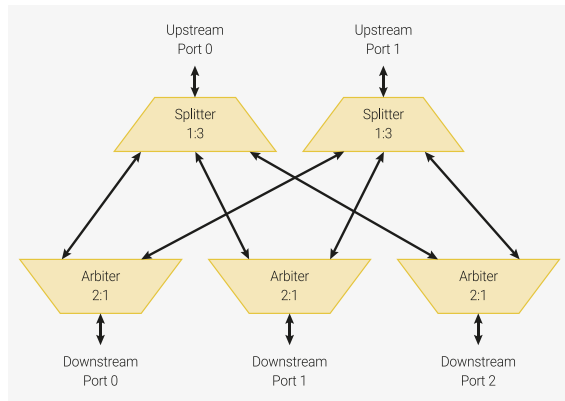 Upstream
Port 0
Upstream
Port 1
Splitter
1:3
Splitter
1:3
Arbiter
2:1
Arbiter
2:1
Arbiter
2:1
Downstream
Port 0
Downstream
Port 1
Downstream
Port 2